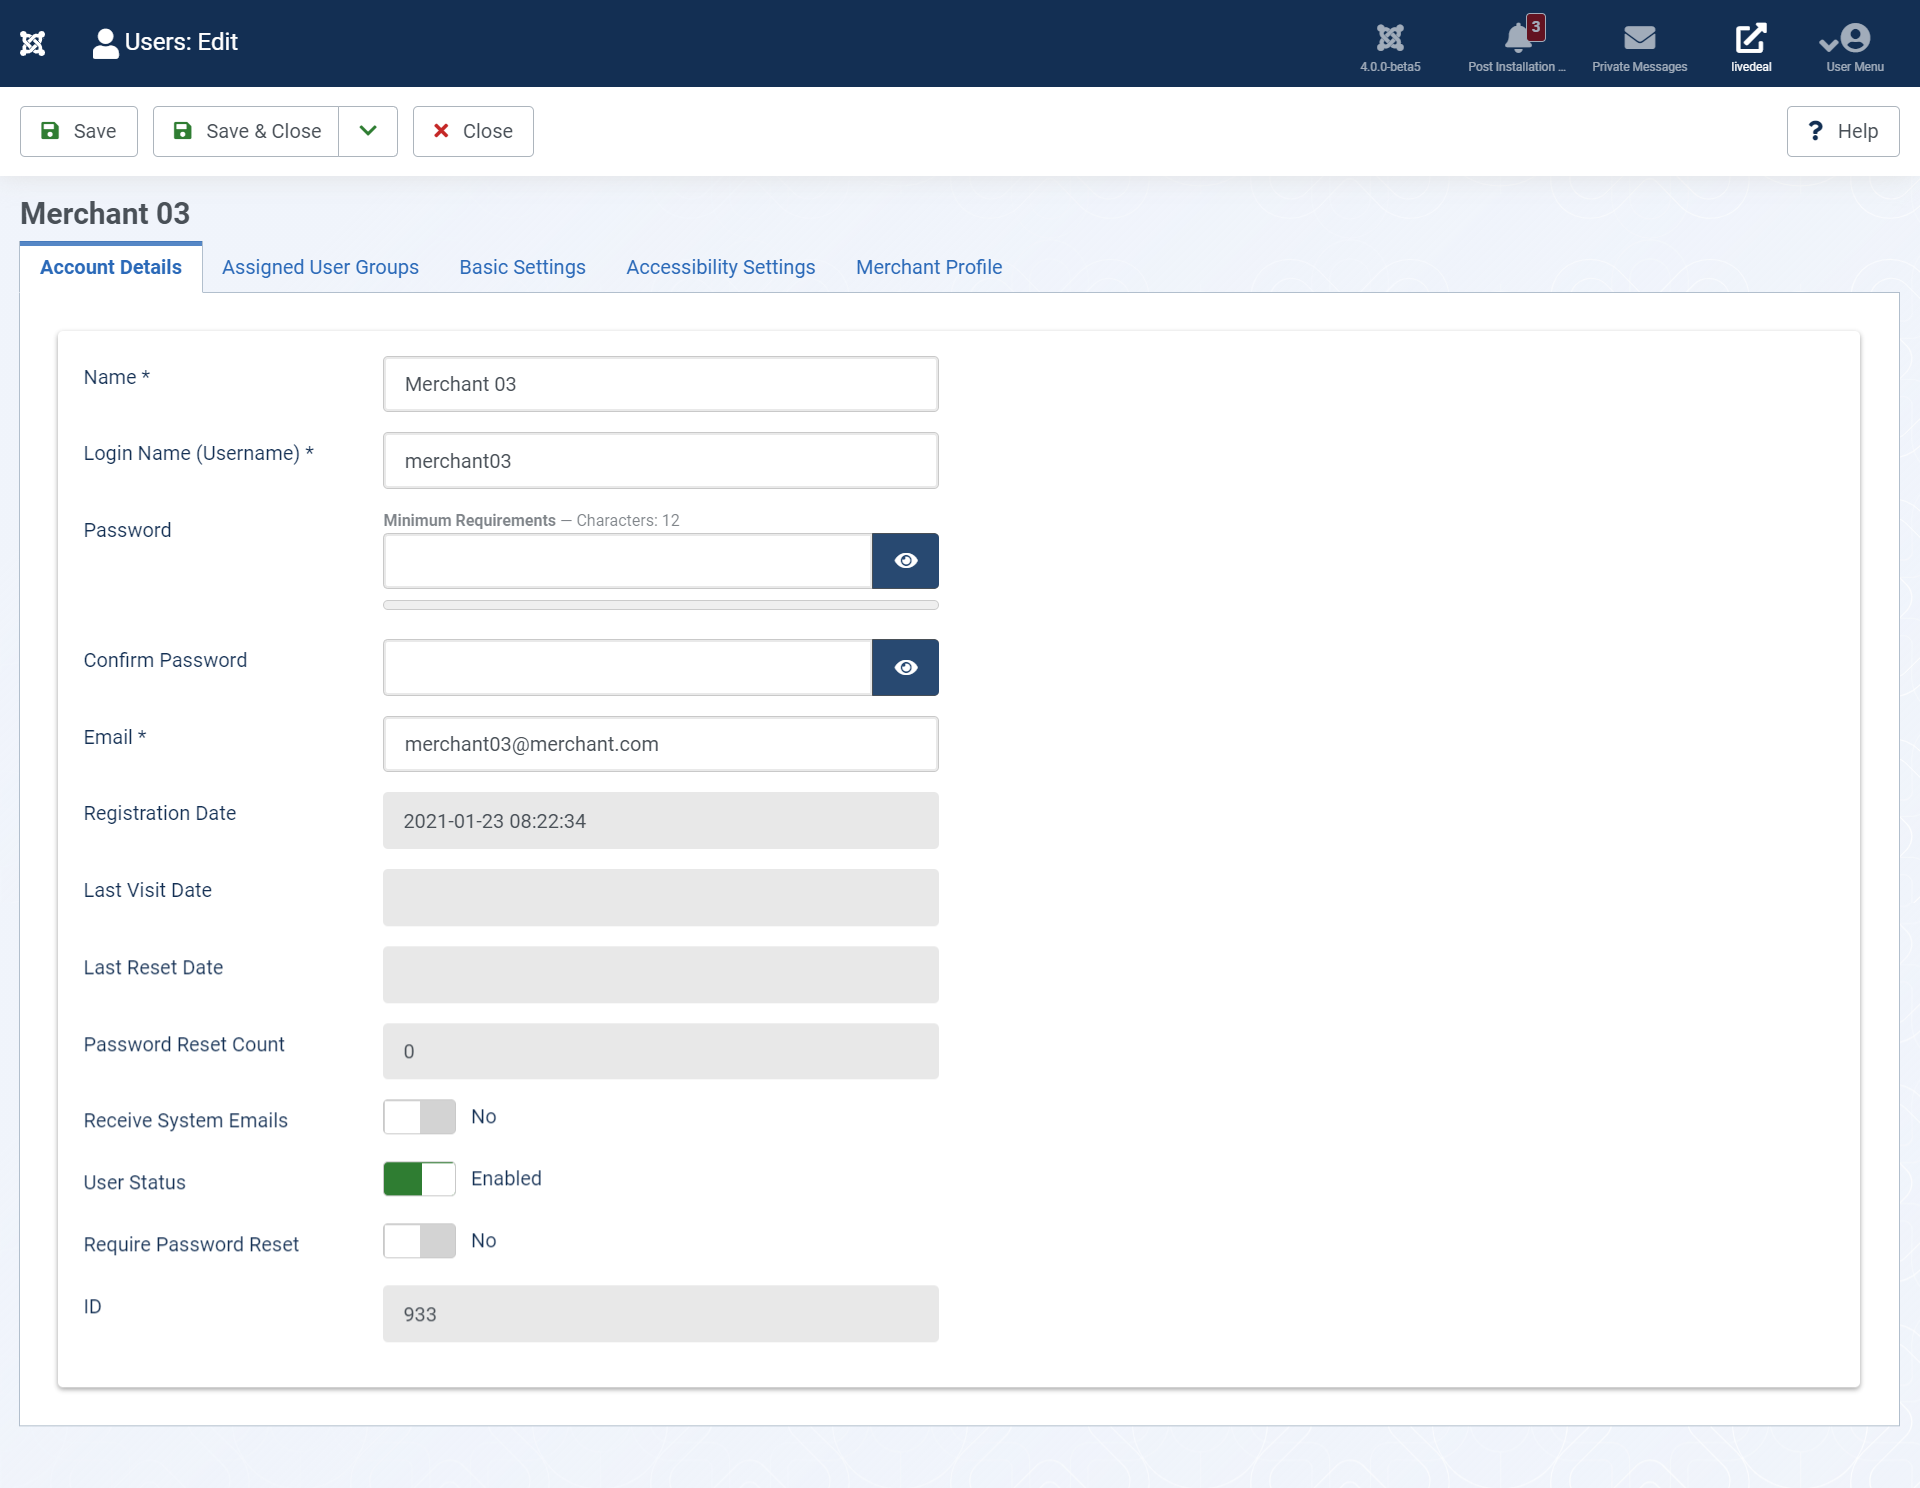 Users: Edit
4.0.0-beta5
3
Post Installation ...
Private Messages
livedeal
User Menu
Save
Save & Close
Close
? Help
Merchant 03
Account Details
Assigned User Groups
Basic Settings
Accessibility Settings
Merchant Profile
Name *
Merchant 03
Login Name (Username) *
merchant03
Password
Minimum Requirements — Characters: 12
Confirm Password
Email *
merchant03@merchant.com
Registration Date
2021-01-23 08:22:34
Last Visit Date
Last Reset Date
Password Reset Count
0
Receive System Emails
No
User Status
Enabled
Require Password Reset
No
ID
933